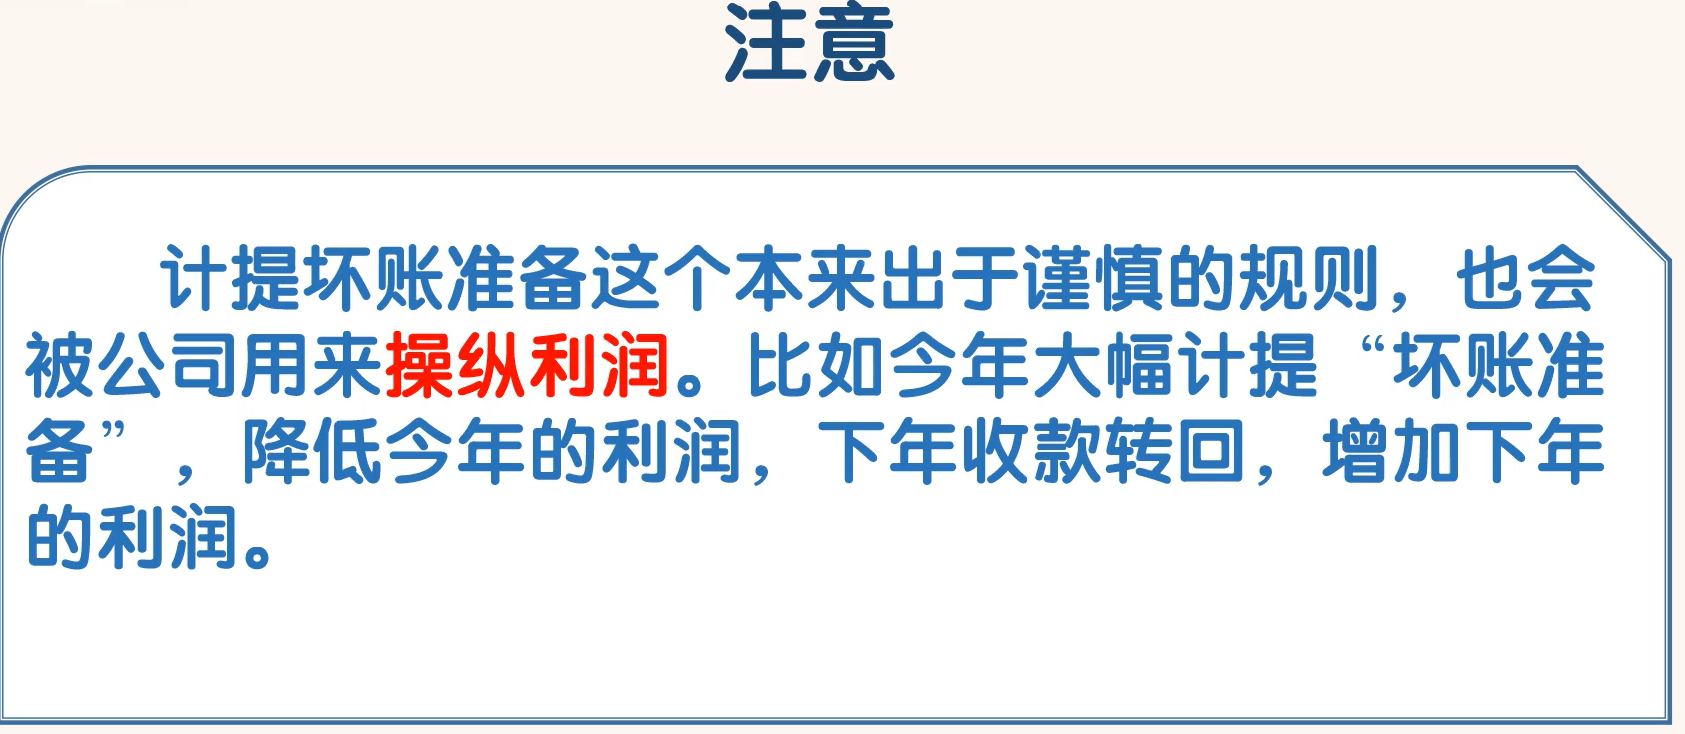 注意
计提坏账准备这个本来出于谨慎的规则，也会
被公司用来操纵利润。比如今年大幅计提“坏账准
备”，降低今年的利润，下年收款转回，增加下年
的利润。